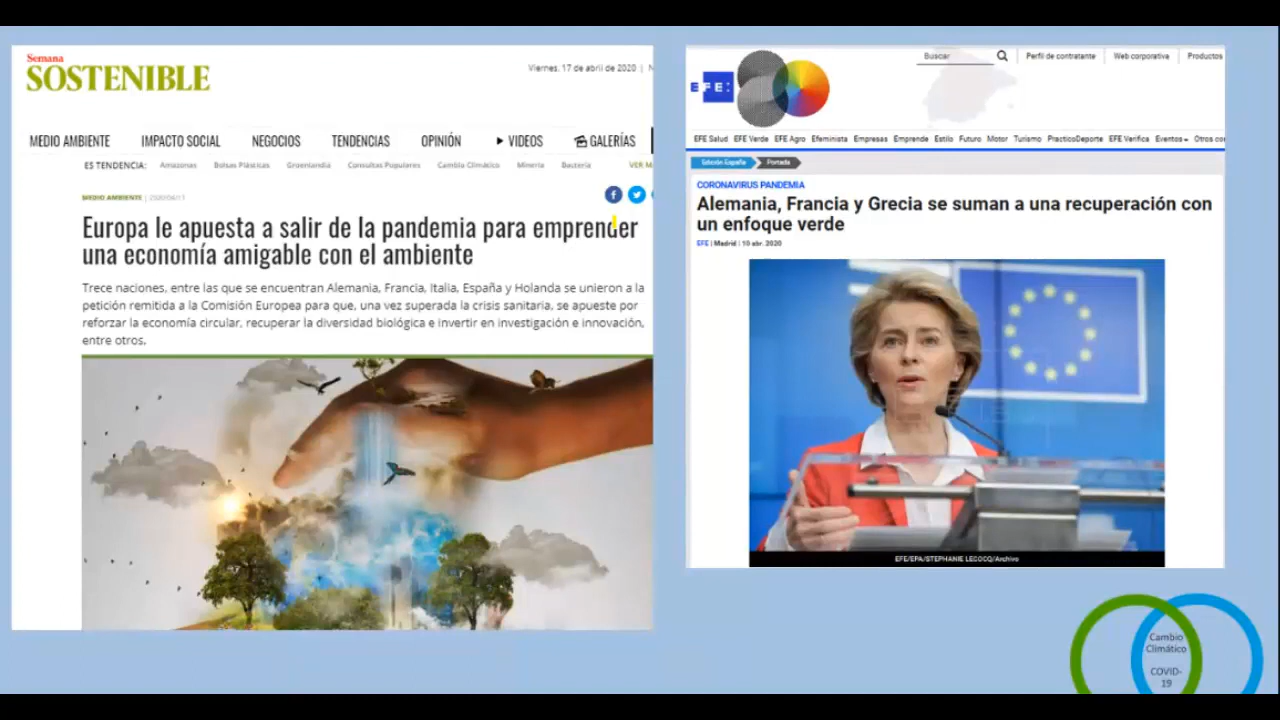 Semana
SOSTENIBLE
Viernes, 17 de abril de 2020 | N
MEDIO AMBIENTE IMPACTO SOCIAL NEGOCIOS TENDENCIAS OPINIÓN VIDEOS GALERÍAS
ES TENDENCIA: Amazonas Bolsas Plásticas Groenlandia Consultas Populares Cambio Climático Minería Bacteria VER M
MEDIO AMBIENTE |
Europa le apuesta a salir de la pandemia para emprender
una economía amigable con el ambiente
Trece naciones, entre las que se encuentran Alemania, Francia, Italia, España y Holanda se unieron a la
petición remitida a la Comisión Europea para que, una vez superada la crisis sanitaria, se apueste por
reforzar la economía circular, recuperar la diversidad biológica e invertir en investigación e innovación,
entre otros.
Buscar Perfil de contratante Web corporativa Productos
EFE:
EFE Salud EFE Verde EFE Agro Efeminista Empresas Emprende Estilo Futuro Motor Turismo PracticoDeporte EFE Verifica Eventos Otros co
Edición España Portada
CORONAVIRUS PANDEMIA
Alemania, Francia y Grecia se suman a una recuperación con
un enfoque verde
EFE | Madrid | 10 abr. 2020
EFE/EPA/STEPHANIE LECOCQ/Archivo
Cambio
Climático
COVID-
19